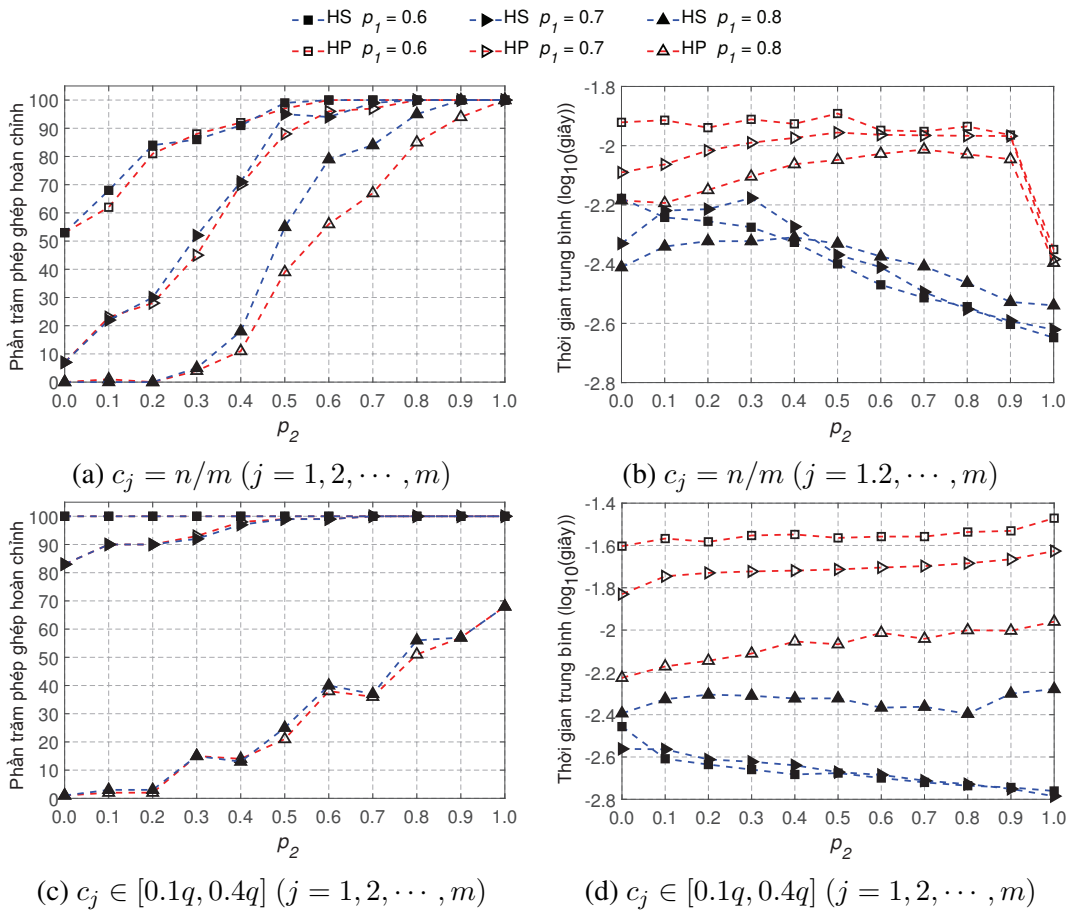 HS p1 = 0.6 HS p1 = 0.7 HS p1 = 0.8
HP p1 = 0.6 HP p1 = 0.7 HP p1 = 0.8
Phần trăm phép ghép hoàn chỉnh
100
90
80
70
60
50
40
30
20
10
0
0.0 0.1 0.2 0.3 0.4 0.5 0.6 0.7 0.8 0.9 1.0
p2
(a) cj = n/m (j = 1, 2, ⋯ , m)
Thời gian trung bình (log10(giây))
-1.8
-2
-2.2
-2.4
-2.6
-2.8
0.0 0.1 0.2 0.3 0.4 0.5 0.6 0.7 0.8 0.9 1.0
p2
(b) cj = n/m (j = 1.2, ⋯ , m)
Phần trăm phép ghép hoàn chỉnh
100
90
80
70
60
50
40
30
20
10
0
0.0 0.1 0.2 0.3 0.4 0.5 0.6 0.7 0.8 0.9 1.0
p2
(c) cj ∈ [0.1q, 0.4q] (j = 1, 2, ⋯ , m)
Thời gian trung bình (log10(giây))
-1.4
-1.6
-1.8
-2
-2.2
-2.4
-2.6
-2.8
0.0 0.1 0.2 0.3 0.4 0.5 0.6 0.7 0.8 0.9 1.0
p2
(d) cj ∈ [0.1q, 0.4q] (j = 1, 2, ⋯ , m)